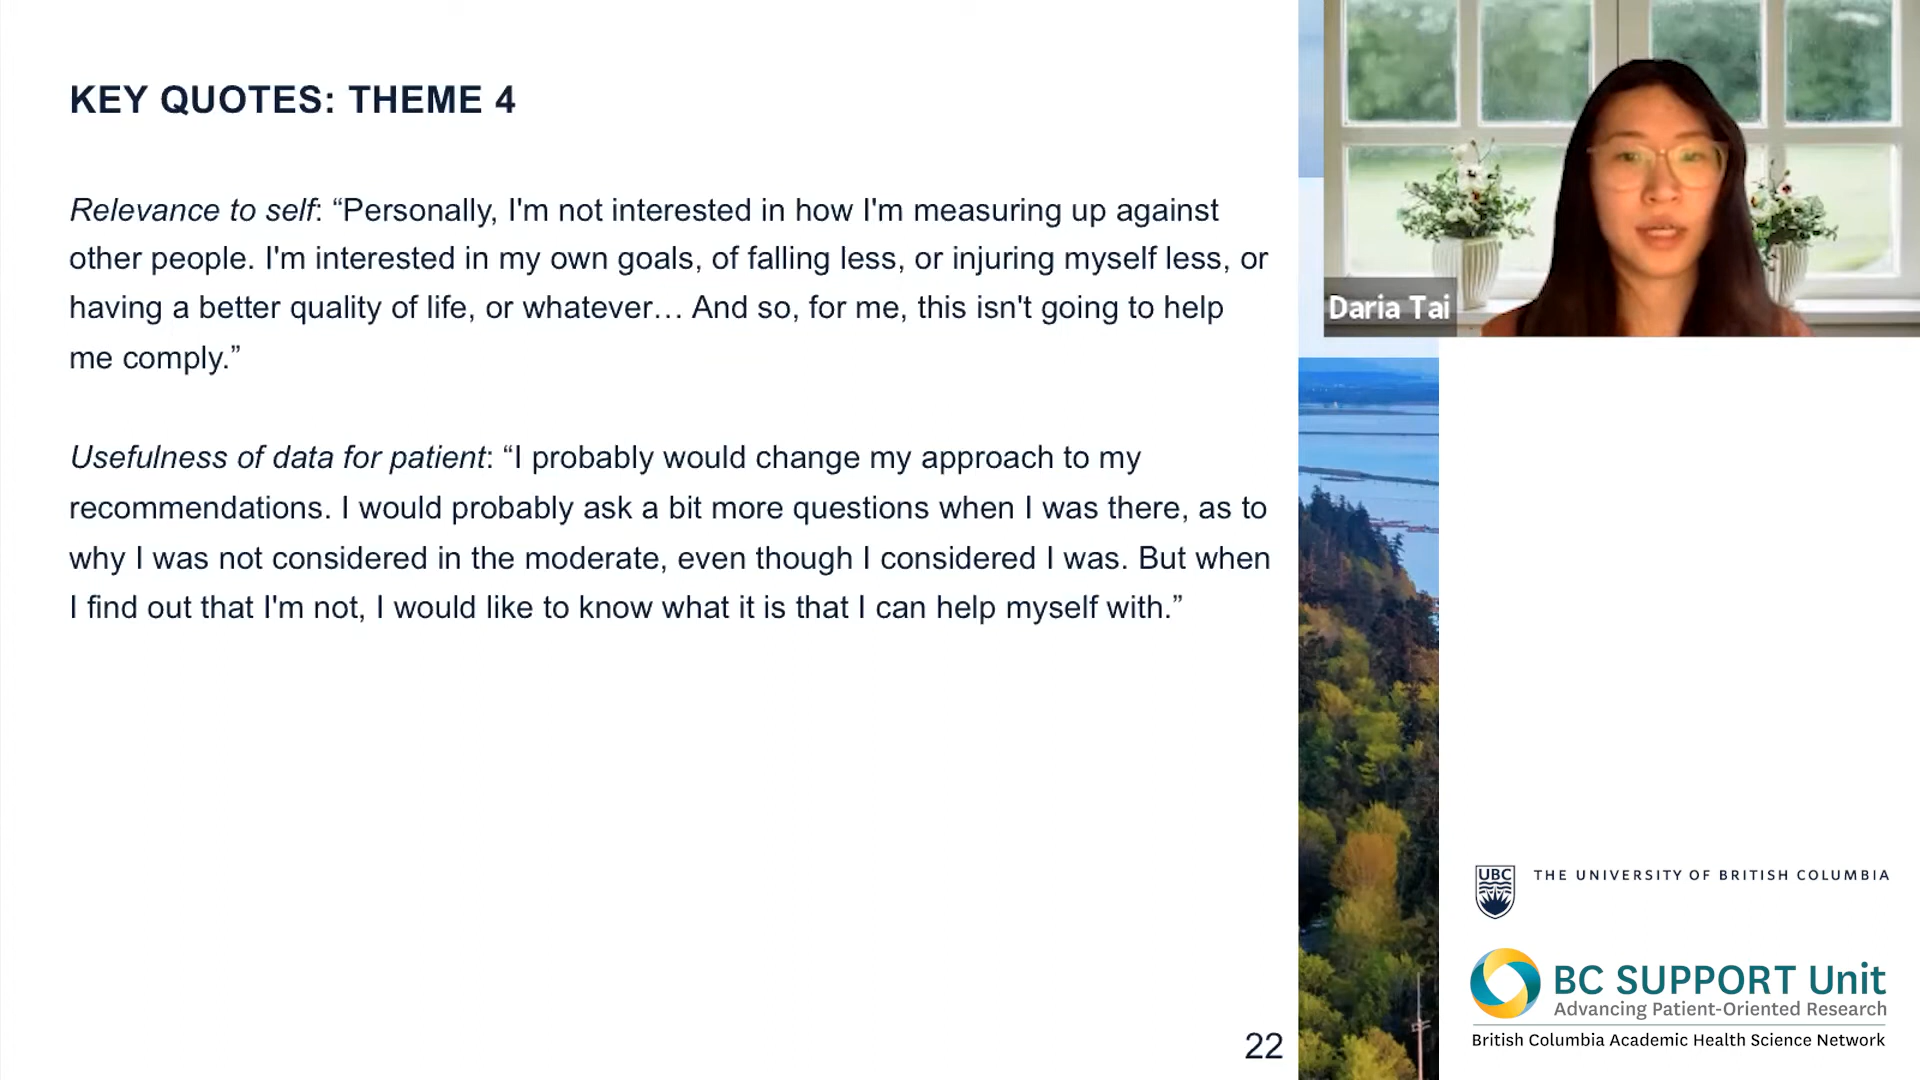 KEY QUOTES: THEME 4
Relevance to self: “Personally, I'm not interested in how I'm measuring up against
other people. I'm interested in my own goals, of falling less, or injuring myself less, or
having a better quality of life, or whatever… And so, for me, this isn't going to help
me comply.”
Usefulness of data for patient: “I probably would change my approach to my
recommendations. I would probably ask a bit more questions when I was there, as to
why I was not considered in the moderate, even though I considered I was. But when
I find out that I'm not, I would like to know what it is that I can help myself with.”
22
Daria Tai
UBC
THE UNIVERSITY OF BRITISH COLUMBIA
BC SUPPORT Unit
Advancing Patient-Oriented Research
British Columbia Academic Health Science Network